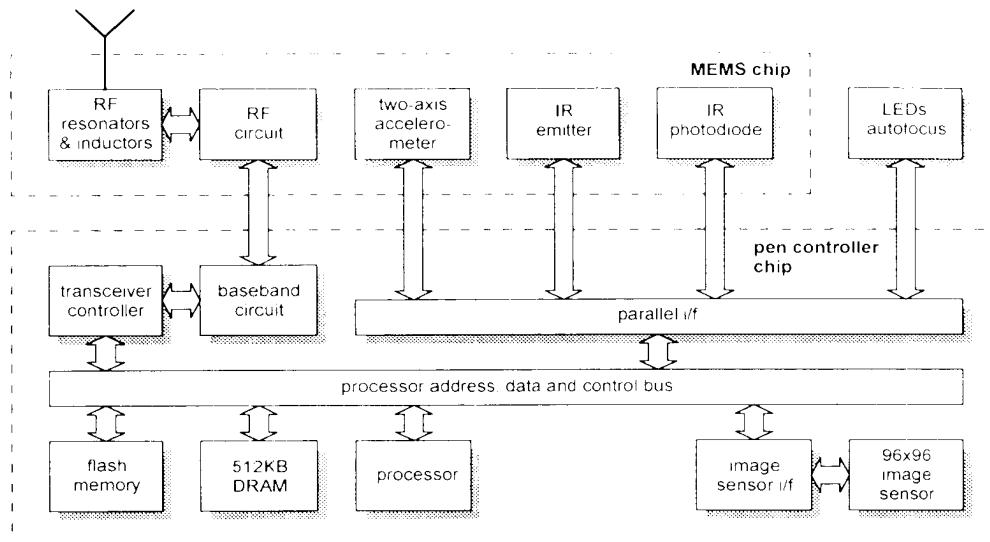 MEMS chip
RF
resonators
& inductors
RF
circuit
two-axis
accelero-
meter
IR
emitter
IR
photodiode
LEDs
autofocus
pen controller
chip
transceiver
controller
baseband
circuit
parallel i/f
processor address, data and control bus
flash
memory
512KB
DRAM
processor
image
sensor i/f
96x96
image
sensor